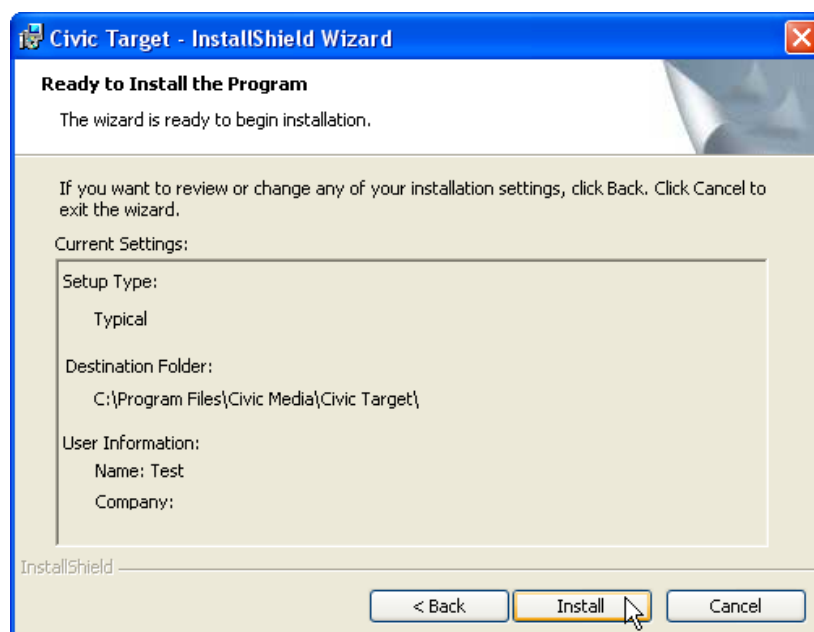 Civic Target - InstallShield Wizard
Ready to Install the Program
The wizard is ready to begin installation.
If you want to review or change any of your installation settings, click Back. Click Cancel to
exit the wizard.
Current Settings:
Setup Type:
Typical
Destination Folder:
C:\Program Files\Civic Media\Civic Target\
User Information:
Name: Test
Company:
InstallShield
< Back
Install
Cancel